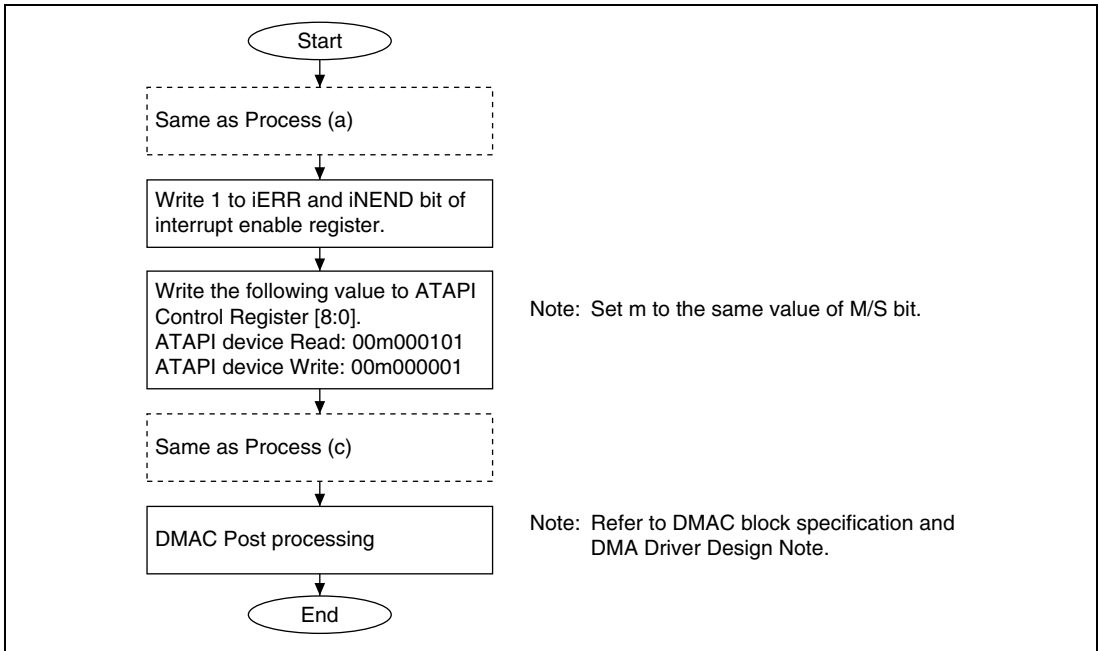 Start
Same as Process (a)
Write 1 to iERR and iNEND bit of
interrupt enable register.
Write the following value to ATAPI
Control Register [8:0].
ATAPI device Read: 00m000101
ATAPI device Write: 00m000001
Note: Set m to the same value of M/S bit.
Same as Process (c)
DMAC Post processing
Note: Refer to DMAC block specification and
DMA Driver Design Note.
End